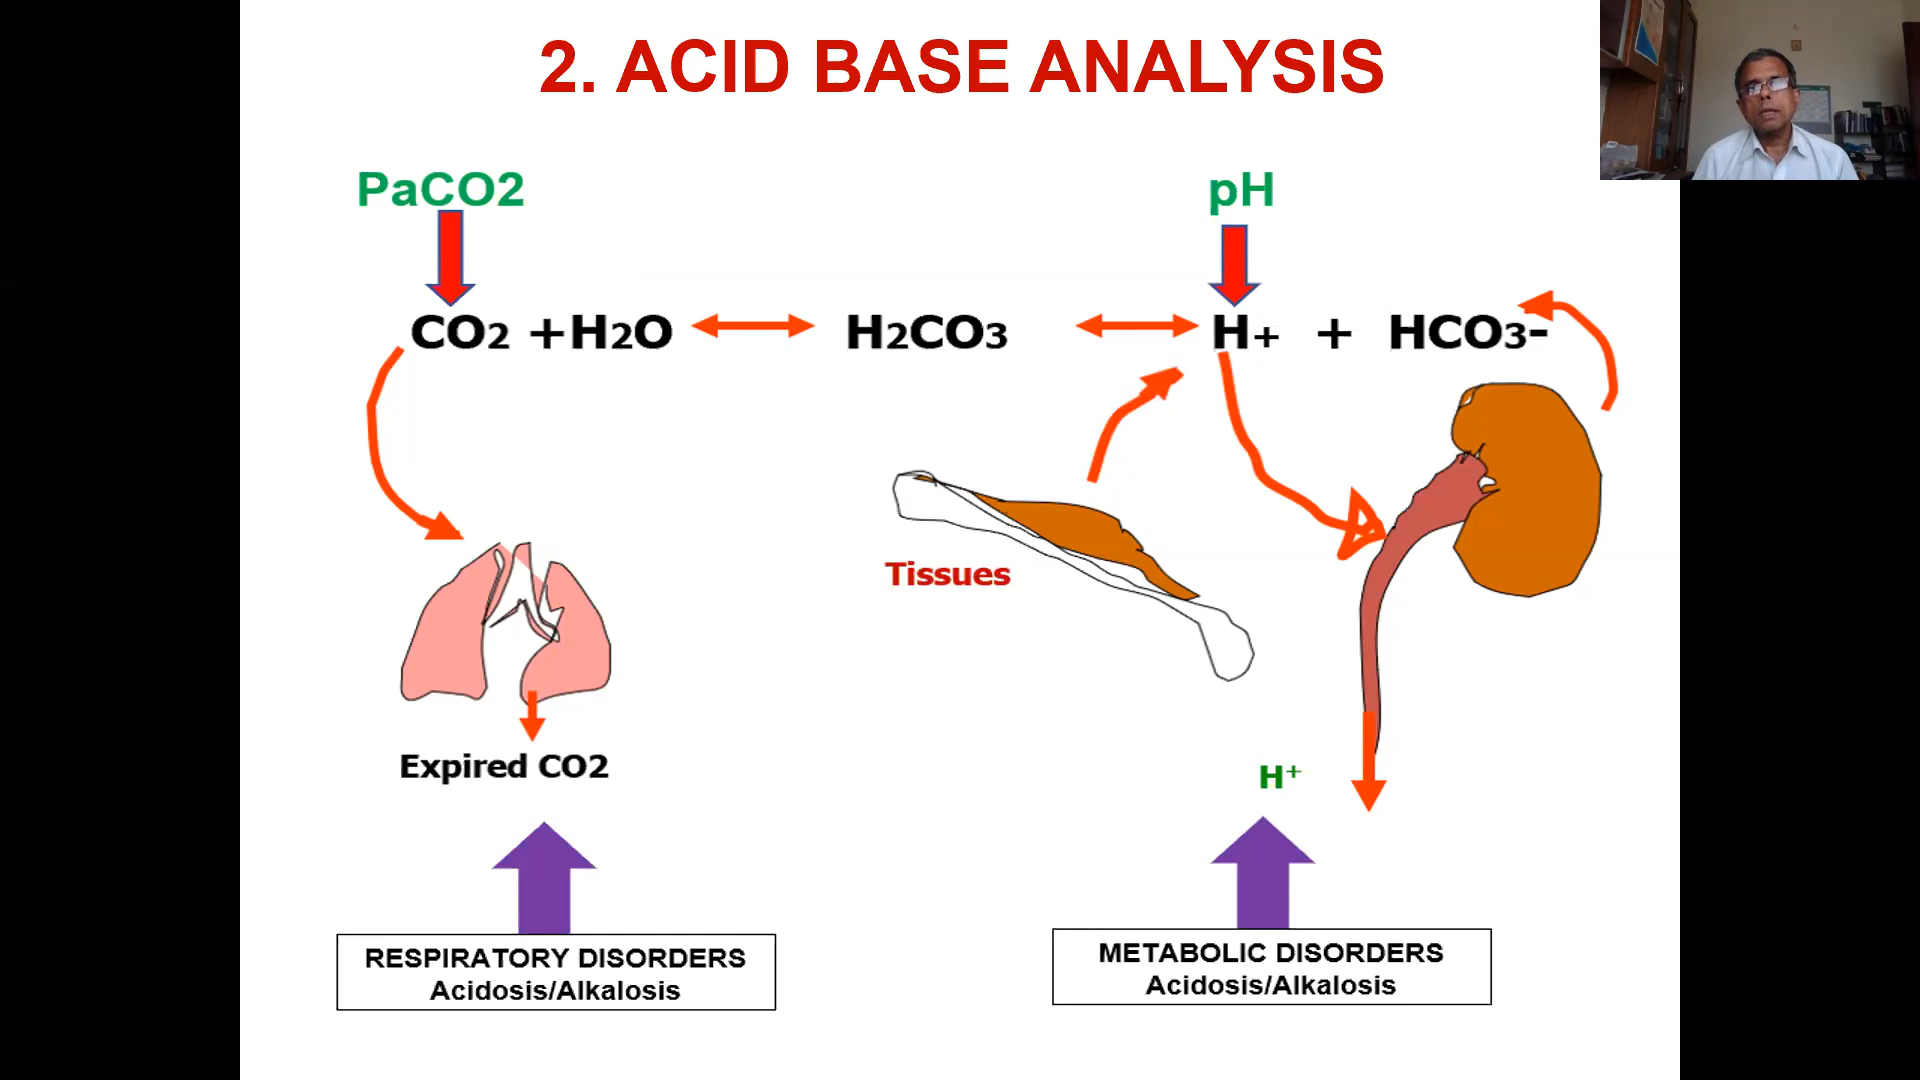 2. ACID BASE ANALYSIS
PaCO2
pH
CO2 +H2O
H2CO3
H+ + HCO3-
Tissues
Expired CO2
H+
RESPIRATORY DISORDERS
Acidosis/Alkalosis
METABOLIC DISORDERS
Acidosis/Alkalosis